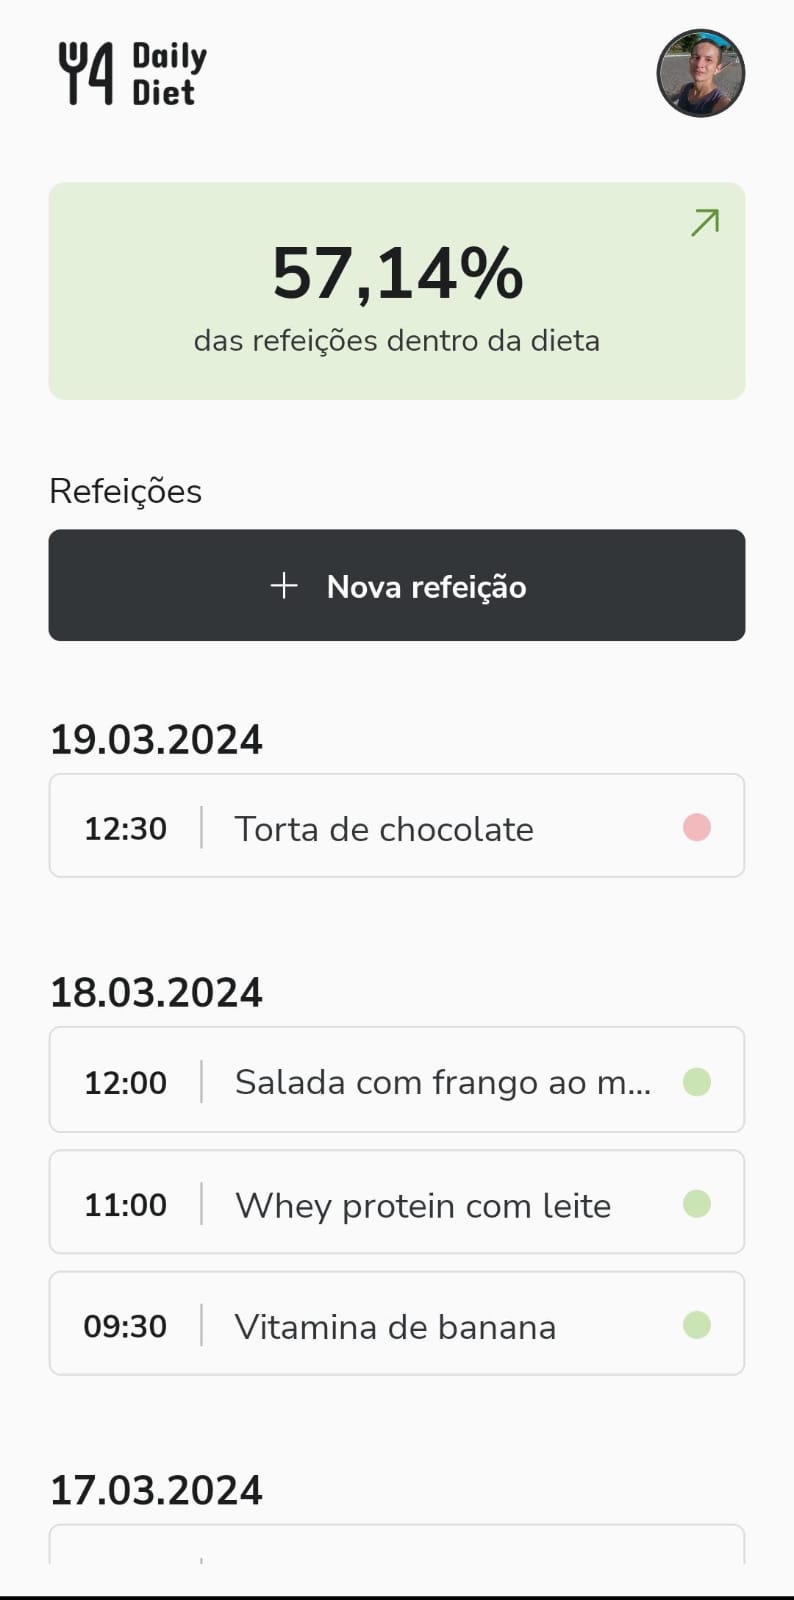 Daily
Diet
57,14%
das refeições dentro da dieta
Refeições
Nova refeição
19.03.2024
12:30 Torta de chocolate
18.03.2024
12:00 Salada com frango ao m...
11:00 Whey protein com leite
09:30 Vitamina de banana
17.03.2024